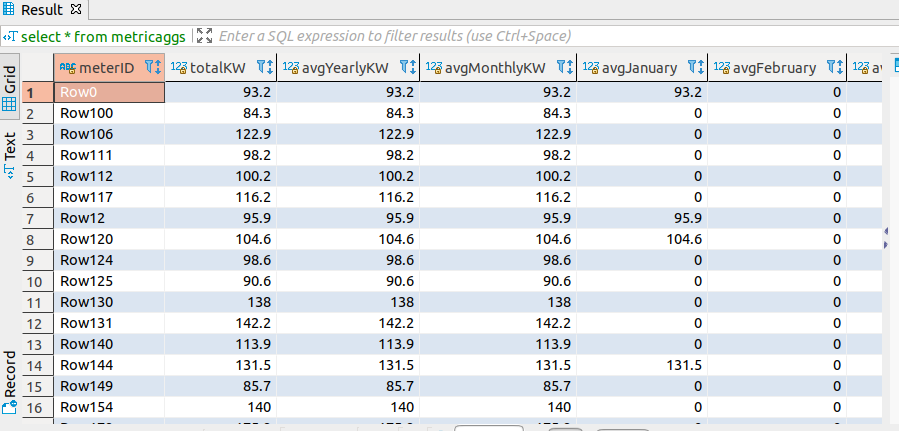 Result
select * from metricaggs Enter a SQL expression to filter results (use Ctrl+Space)
Grid
Text
Record
meterID totalKW avgYearlyKW avgMonthlyKW avgJanuary avgFebruary
1 Row0 93.2 93.2 93.2 93.2 0
2 Row100 84.3 84.3 84.3 0 0
3 Row106 122.9 122.9 122.9 0 0
4 Row111 98.2 98.2 98.2 0 0
5 Row112 100.2 100.2 100.2 0 0
6 Row117 116.2 116.2 116.2 0 0
7 Row12 95.9 95.9 95.9 95.9 0
8 Row120 104.6 104.6 104.6 104.6 0
9 Row124 98.6 98.6 98.6 0 0
10 Row125 90.6 90.6 90.6 0 0
11 Row130 138 138 138 0 0
12 Row131 142.2 142.2 142.2 0 0
13 Row140 113.9 113.9 113.9 0 0
14 Row144 131.5 131.5 131.5 131.5 0
15 Row149 85.7 85.7 85.7 0 0
16 Row154 140 140 140 0 0